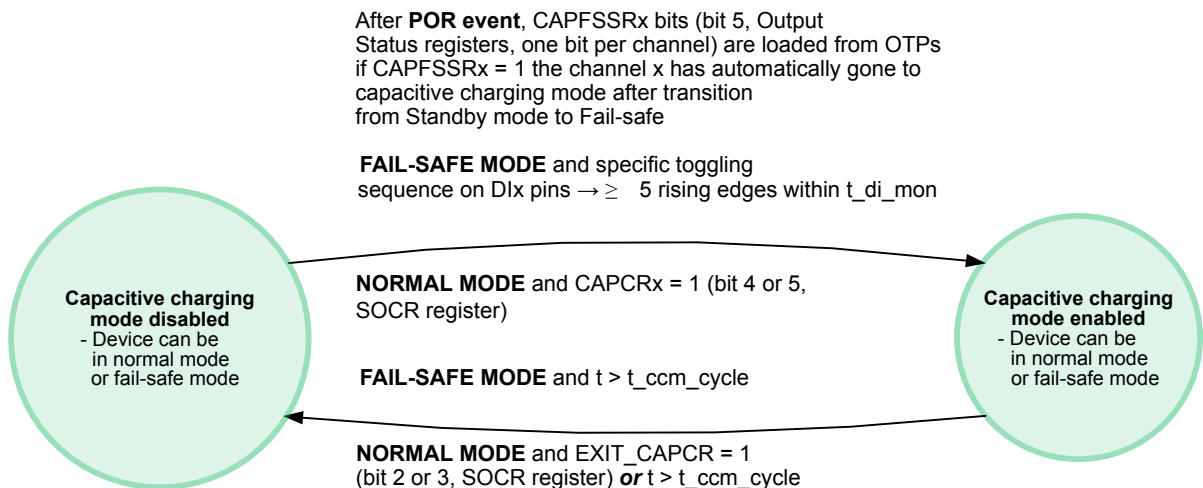 After POR event, CAPFSSRx bits (bit 5, Output
Status registers, one bit per channel) are loaded from OTPs
if CAPFSSRx = 1 the channel x has automatically gone to
capacitive charging mode after transition
from Standby mode to Fail-safe
FAIL-SAFE MODE and specific toggling
sequence on DIx pins → ≥ 5 rising edges within t_di_mon
Capacitive charging
mode disabled
- Device can be
in normal mode
or fail-safe mode
NORMAL MODE and CAPCRx = 1 (bit 4 or 5,
SOCR register)
FAIL-SAFE MODE and t > t_ccm_cycle
Capacitive charging
mode enabled
- Device can be
in normal mode
or fail-safe mode
NORMAL MODE and EXIT_CAPCR = 1
(bit 2 or 3, SOCR register) or t > t_ccm_cycle